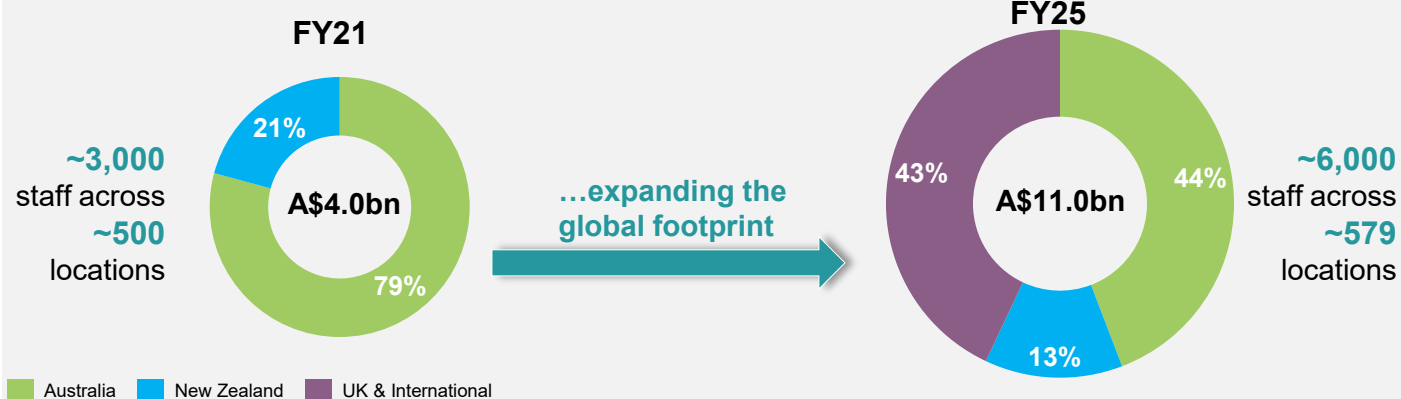 FY21
21%
A$4.0bn
79%
~3,000
staff across
~500
locations
…expanding the
global footprint
FY25
43%
A$11.0bn
44%
13%
~6,000
staff across
~579
locations
Australia
New Zealand
UK & International